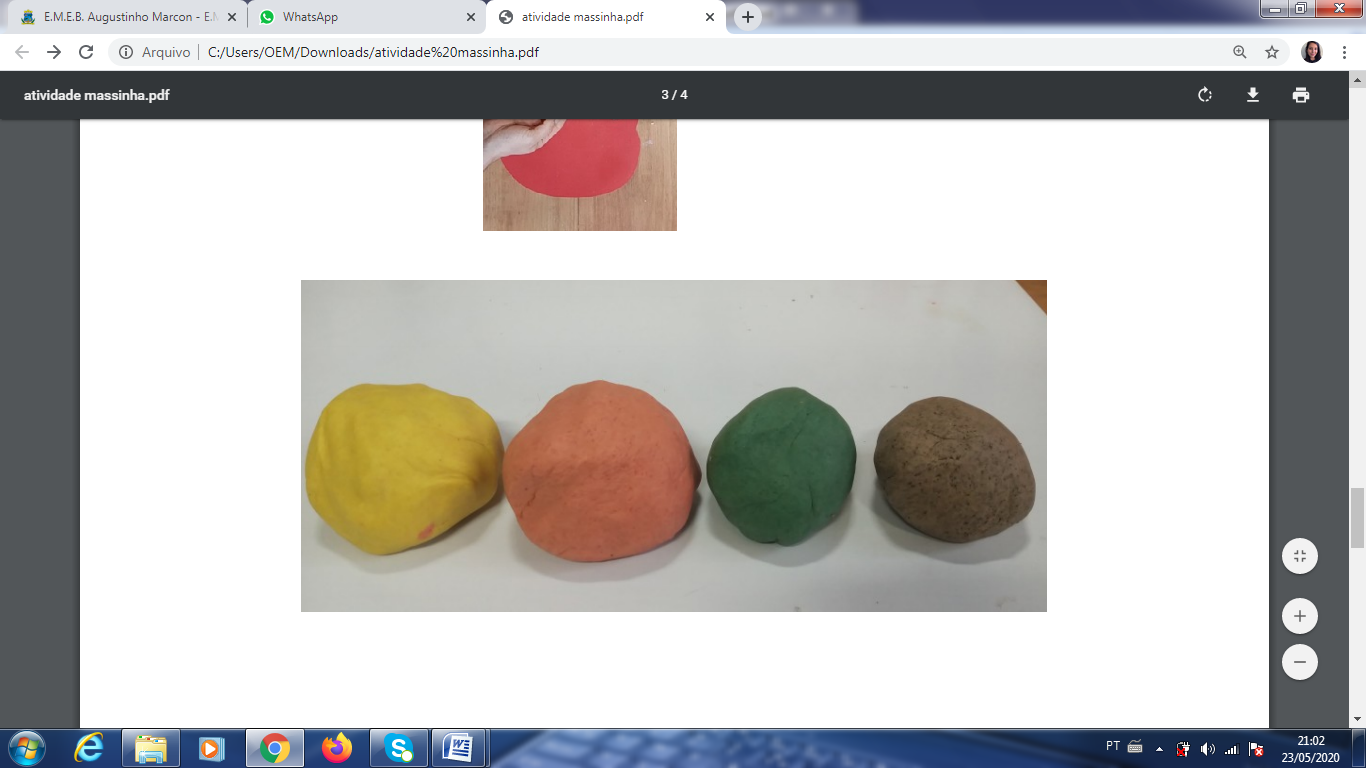 E.M.E.B. Augustinho Marcon - E.M
WhatsApp
atividade massinha.pdf
Arquivo
C:/Users/OEM/Downloads/atividade%20massinha.pdf
atividade massinha.pdf
3 / 4
PT
21:02
23/05/2020